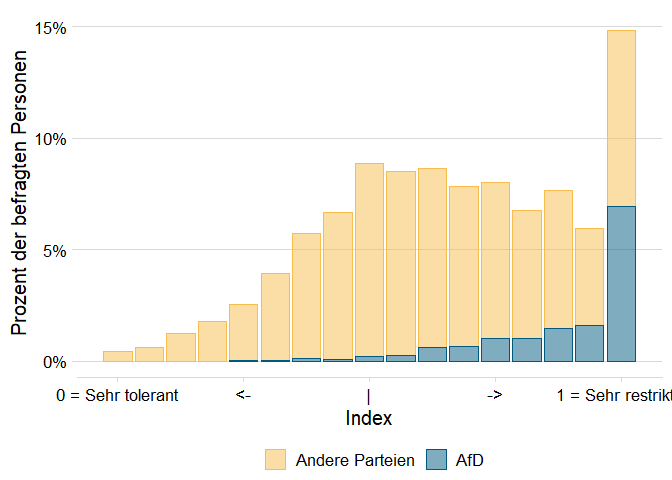 15%
10%
5%
0%
Prozent der befragten Personen
0 = Sehr tolerant <- | -> 1 = Sehr restrikt
Index
Andere Parteien AfD